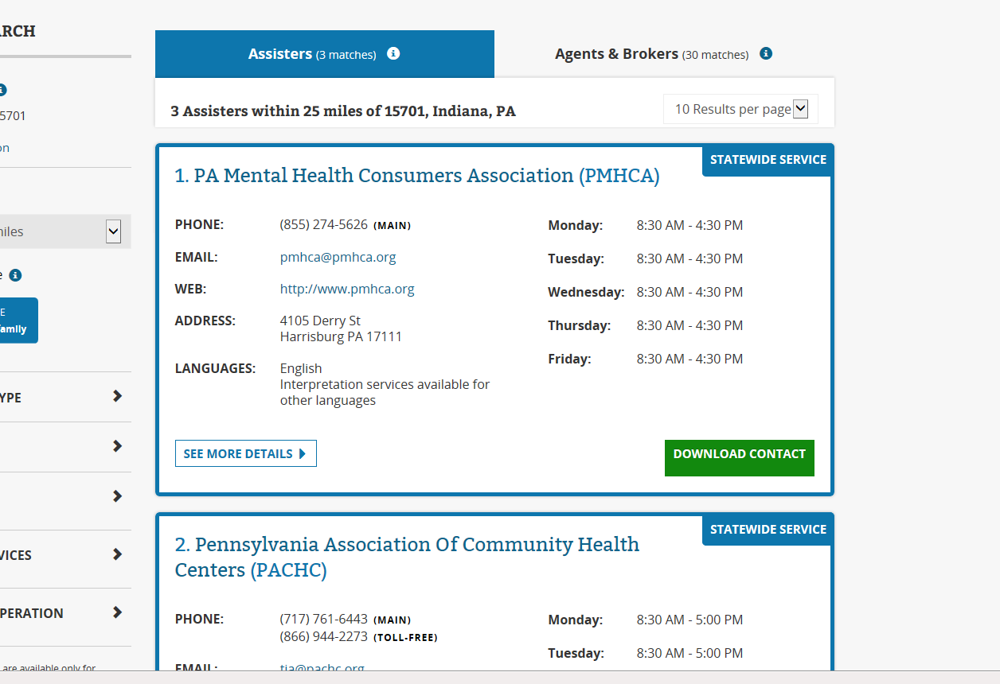 ARCH
5701
on
miles
e
E
Family
YPE
VICES
PERATION
are available only for
Assisters (3 matches)
Agents & Brokers (30 matches)
3 Assisters within 25 miles of 15701, Indiana, PA
10 Results per page
STATEWIDE SERVICE
1. PA Mental Health Consumers Association (PMHCA)
PHONE: (855) 274-5626 (MAIN)
EMAIL: pmhca@pmhca.org
WEB: http://www.pmhca.org
ADDRESS: 4105 Derry St
Harrisburg PA 17111
LANGUAGES: English
Interpretation services available for
other languages
Monday: 8:30 AM - 4:30 PM
Tuesday: 8:30 AM - 4:30 PM
Wednesday: 8:30 AM - 4:30 PM
Thursday: 8:30 AM - 4:30 PM
Friday: 8:30 AM - 4:30 PM
SEE MORE DETAILS
DOWNLOAD CONTACT
STATEWIDE SERVICE
2. Pennsylvania Association Of Community Health
Centers (PACHC)
PHONE: (717) 761-6443 (MAIN)
(866) 944-2273 (TOLL-FREE)
EMAIL: tia@pachc.org
Monday: 8:30 AM - 5:00 PM
Tuesday: 8:30 AM - 5:00 PM